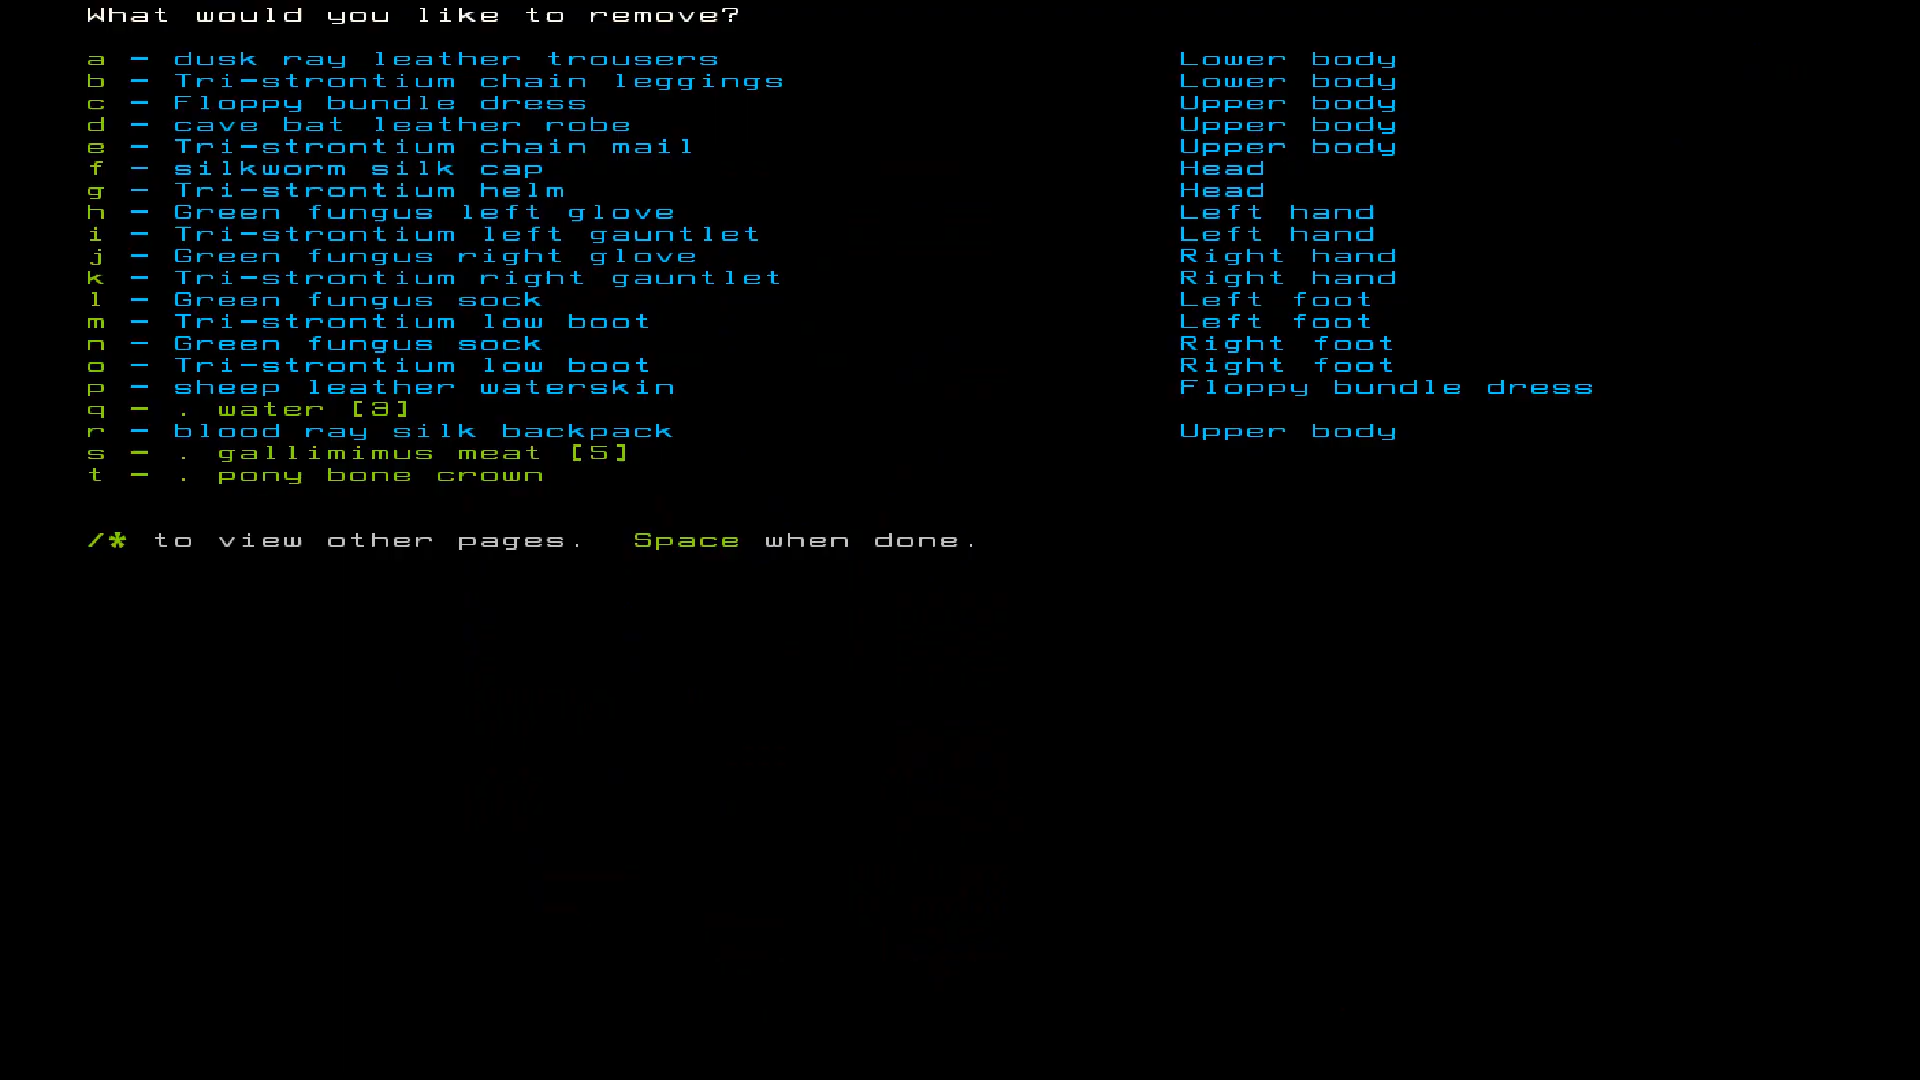 What would you like to remove?
a - dusk ray leather trousers Lower body
b - Tri-strontium chain leggings Lower body
c - Floppy bundle dress Upper body
d - cave bat leather robe Upper body
e - Tri-strontium chain mail Upper body
f - silkworm silk cap Head
g - Tri-strontium helm Head
h - Green fungus left glove Left hand
i - Tri-strontium left gauntlet Left hand
j - Green fungus right glove Right hand
k - Tri-strontium right gauntlet Right hand
l - Green fungus sock Left foot
m - Tri-strontium low boot Left foot
n - Green fungus sock Right foot
o - Tri-strontium low boot Right foot
p - sheep leather waterskin Floppy bundle dress
q - . water [3]
r - blood ray silk backpack Upper body
s - . gallimimus meat [5]
t - . pony bone crown
/* to view other pages. Space when done.